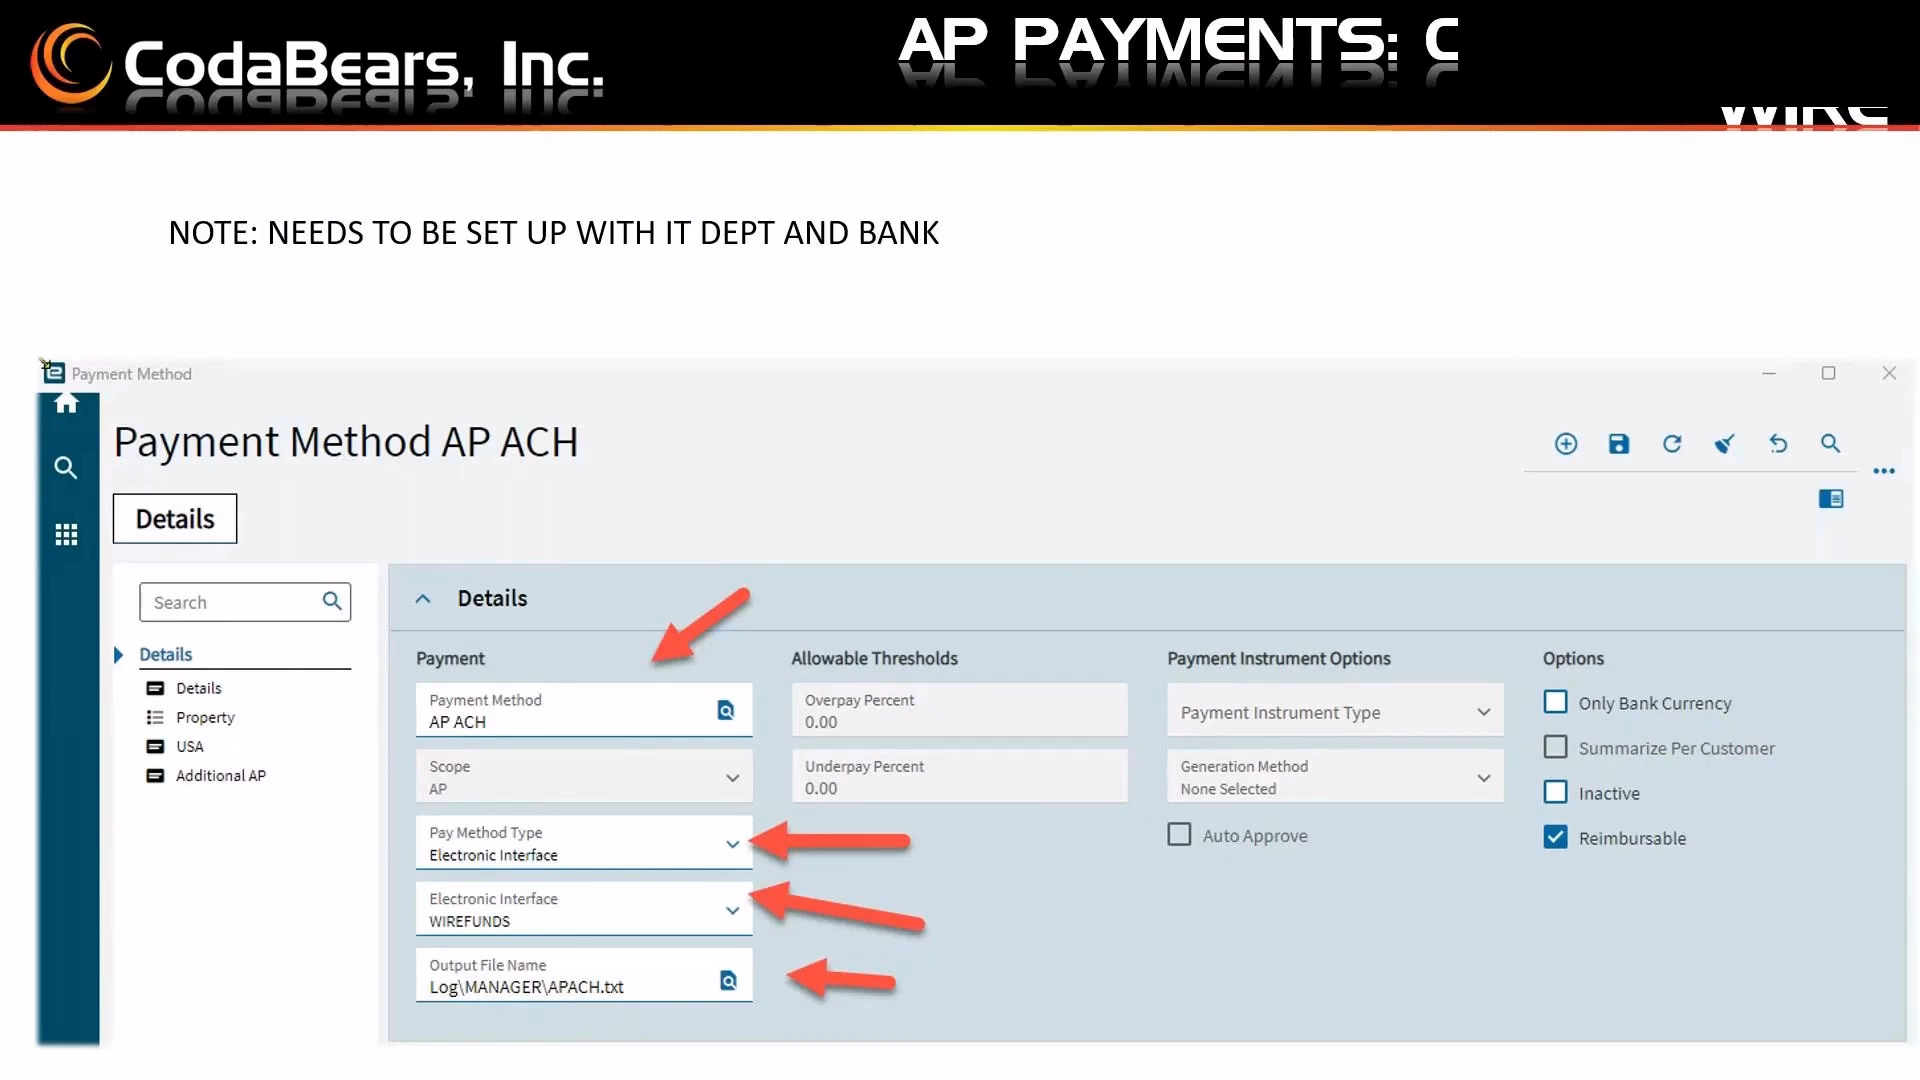 CodaBears, Inc.
AP PAYMENTS: C
WIRE
NOTE: NEEDS TO BE SET UP WITH IT DEPT AND BANK
Payment Method
Payment Method AP ACH
Details
Search
Details
Details
Property
USA
Additional AP
Details
Payment
Payment Method
AP ACH
Scope
AP
Pay Method Type
Electronic Interface
Electronic Interface
WIREFUNDS
Output File Name
Log\MANAGER\APACH.txt
Allowable Thresholds
Overpay Percent
0.00
Underpay Percent
0.00
Payment Instrument Options
Payment Instrument Type
Generation Method
None Selected
Auto Approve
Options
Only Bank Currency
Summarize Per Customer
Inactive
Reimbursable